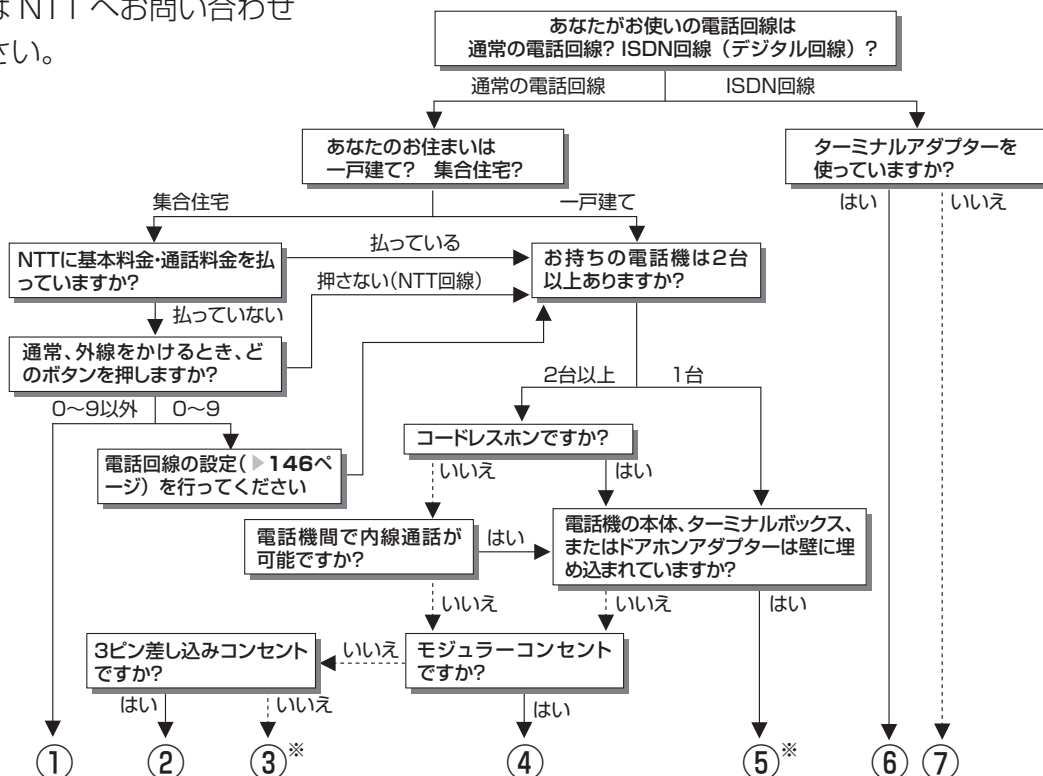 は NTT へお問い合わせ
さい。
あなたがお使いの電話回線は
通常の電話回線? ISDN回線（デジタル回線）?
通常の電話回線
ISDN回線
あなたのお住まいは
一戸建て? 集合住宅?
ターミナルアダプターを
使っていますか?
集合住宅
一戸建て
はい
いいえ
NTTに基本料金・通話料金を払
っていますか?
払っている
お持ちの電話機は2台
以上ありますか?
押さない(NTT回線)
払っていない
通常、外線をかけるとき、ど
のボタンを押しますか?
2台以上
1台
0〜9以外
0〜9
コードレスホンですか?
電話回線の設定(▶146ペ
ージ）を行ってください
いいえ
はい
電話機間で内線通話が
可能ですか?
はい
電話機の本体、ターミナルボックス、
またはドアホンアダプターは壁に埋
め込まれていますか?
いいえ
いいえ
はい
3ピン差し込みコンセント
ですか?
いいえ
モジュラーコンセント
ですか?
はい
いいえ
はい
① ② ③※ ④ ⑤※ ⑥ ⑦